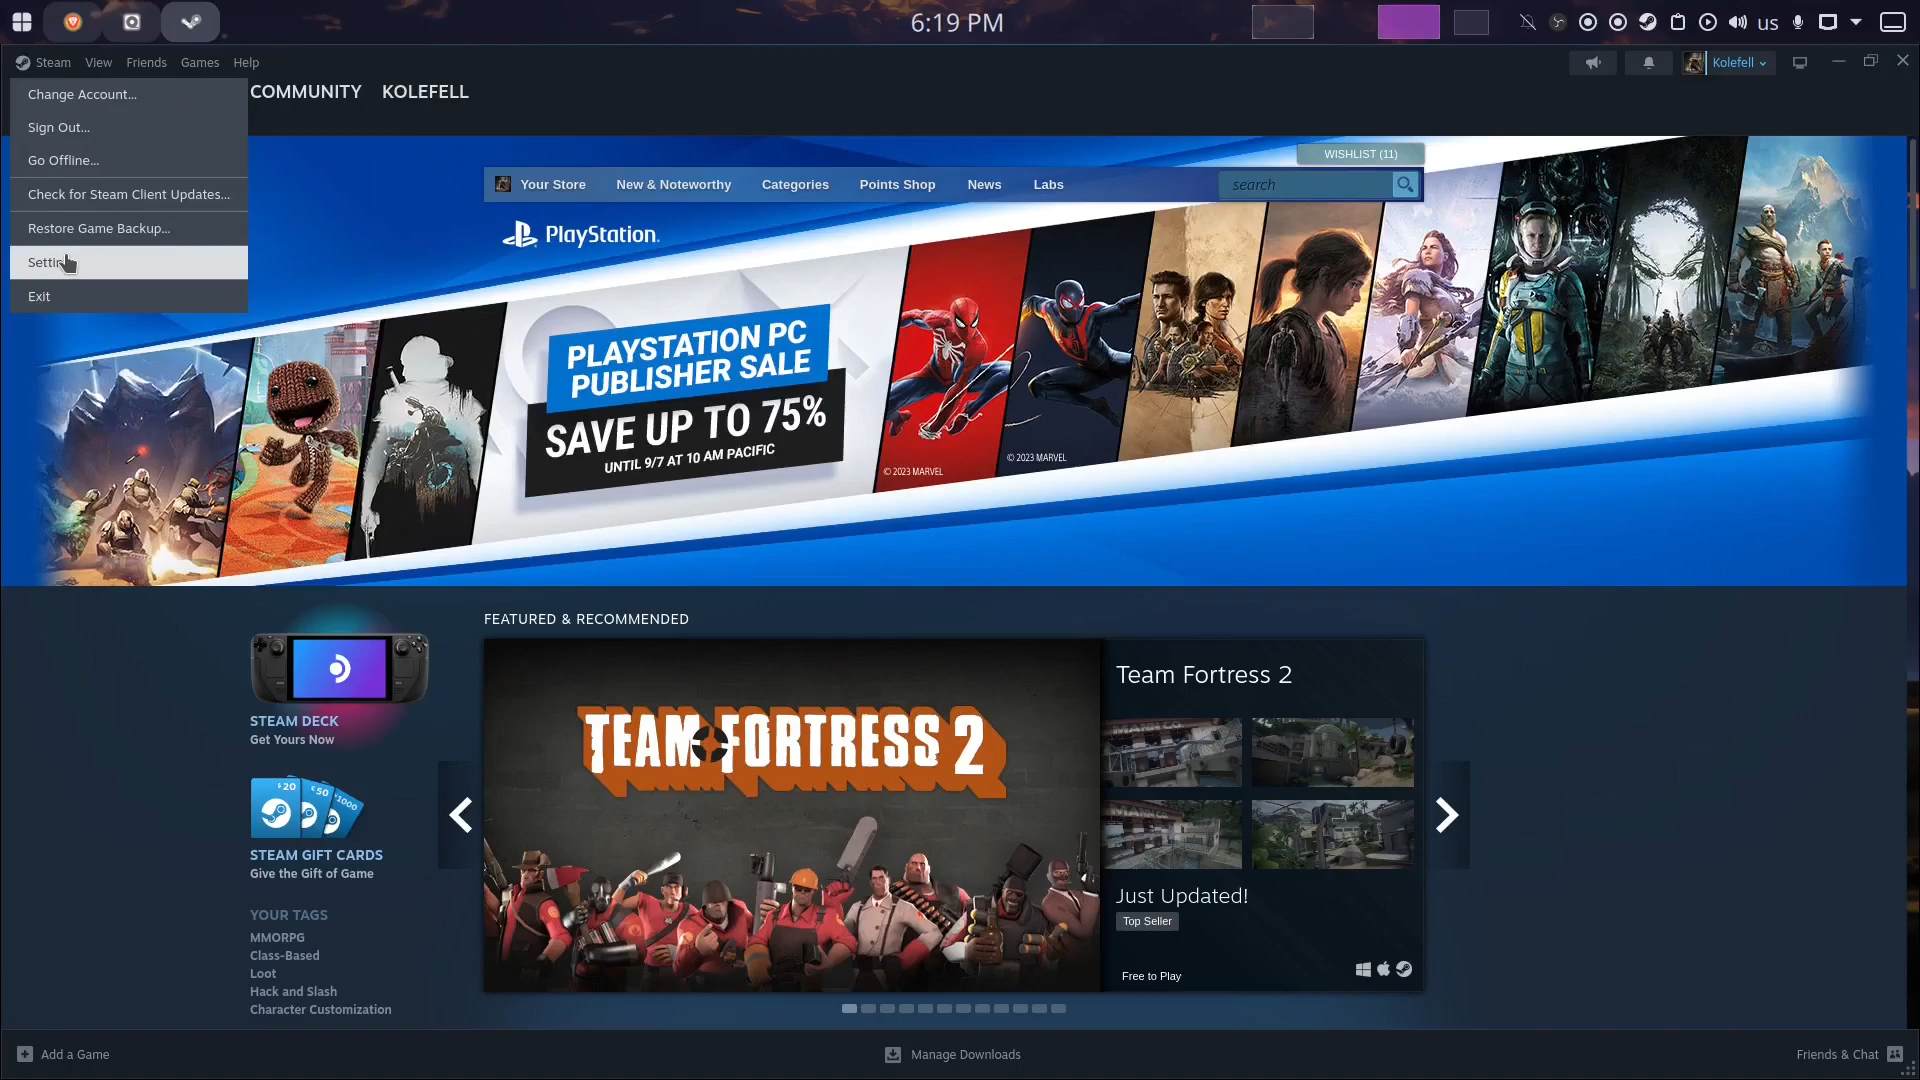 6:19 PM
us
Steam View Friends Games Help
Kolefell
Change Account...
COMMUNITY KOLEFELL
Sign Out...
Go Offline...
Check for Steam Client Updates...
Restore Game Backup...
Exit
WISHLIST (11)
Your Store New & Noteworthy Categories Points Shop News Labs search
PlayStation.
PLAYSTATION PC
PUBLISHER SALE
SAVE UP TO 75%
UNTIL 9/7 AT 10 AM PACIFIC
© 2023 MARVEL
© 2023 MARVEL
FEATURED & RECOMMENDED
STEAM DECK
Get Yours Now
$20 €50 ¥1000
STEAM GIFT CARDS
Give the Gift of Game
YOUR TAGS
MMORPG
Class-Based
Loot
Hack and Slash
Character Customization
TEAM FORTRESS 2
Team Fortress 2
Just Updated!
Top Seller
Free to Play
Add a Game
Manage Downloads
Friends & Chat